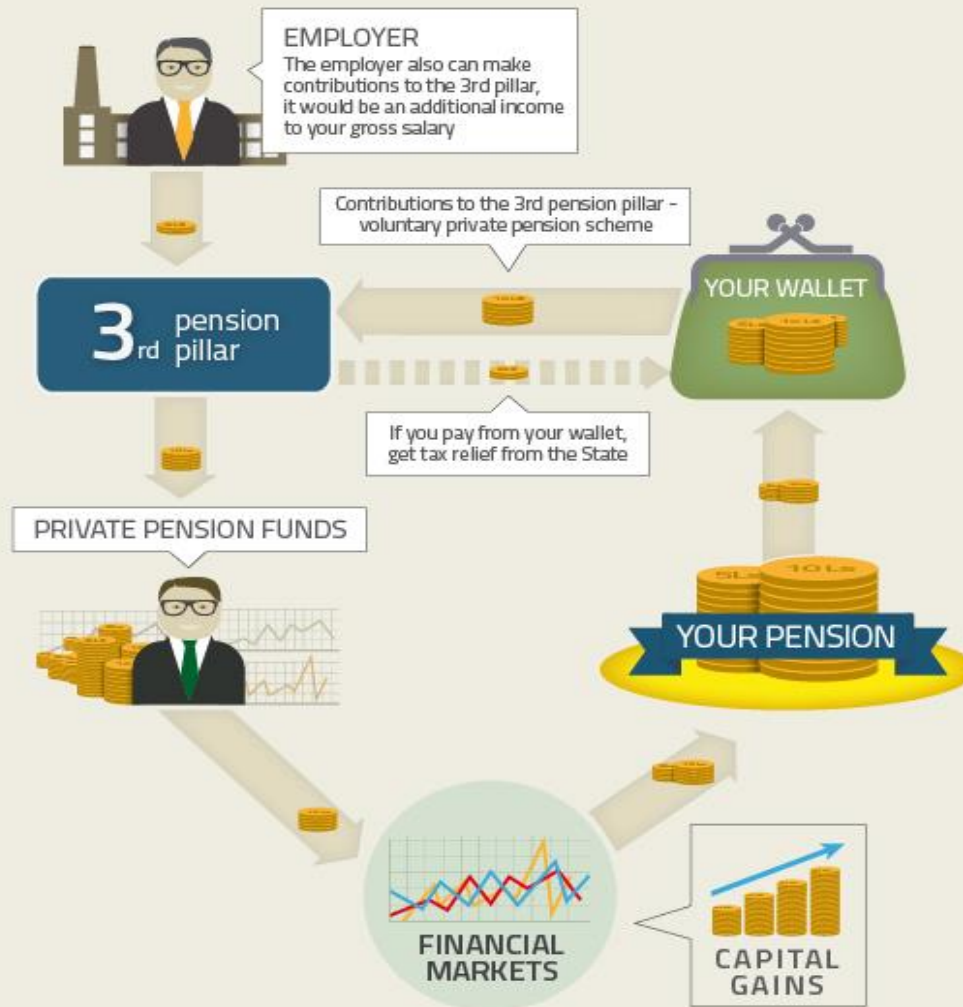 EMPLOYER
The employer also can make
contributions to the 3rd pillar,
it would be an additional income
to your gross salary
Contributions to the 3rd pension pillar -
voluntary private pension scheme
YOUR WALLET
3rd pension
pillar
If you pay from your wallet,
get tax relief from the State
PRIVATE PENSION FUNDS
5Ls
10Ls
YOUR PENSION
FINANCIAL
MARKETS
CAPITAL
GAINS